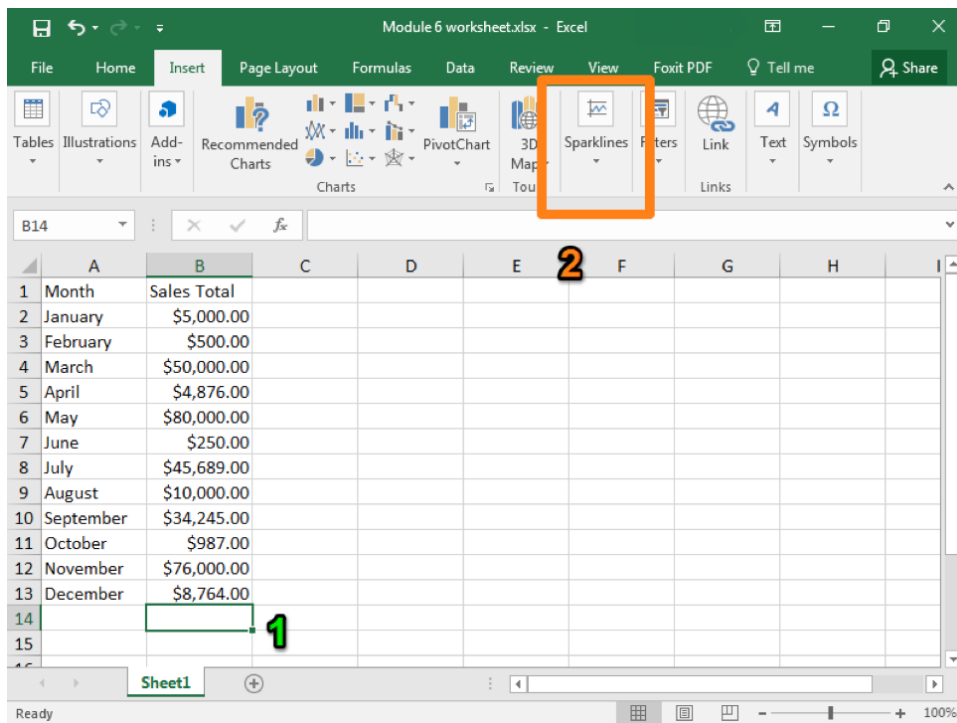 Module 6 worksheet.xlsx - Excel
File Home Insert Page Layout Formulas Data Review View Foxit PDF Tell me Share
Tables Illustrations Add-ins Recommended Charts PivotChart 3D Sparklines Link Text Symbols
Charts Links
B14 fx
A B C D E F G H I
2
1 Month Sales Total
2 January $5,000.00
3 February $500.00
4 March $50,000.00
5 April $4,876.00
6 May $80,000.00
7 June $250.00
8 July $45,689.00
9 August $10,000.00
10 September $34,245.00
11 October $987.00
12 November $76,000.00
13 December $8,764.00
14
1
15
Sheet1
Ready 100%